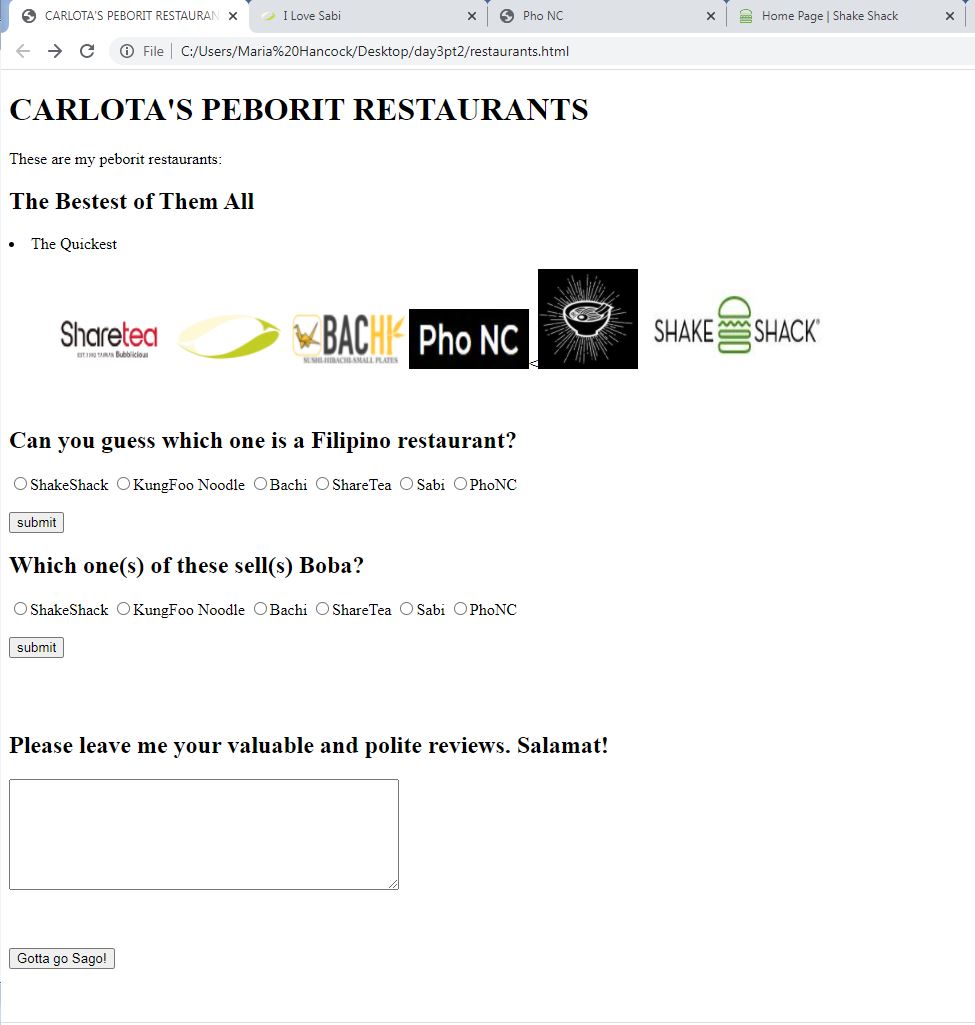 CARLOTA'S PEBORIT RESTAURAN
I Love Sabi
Pho NC
Home Page | Shake Shack
File | C:/Users/Maria%20Hancock/Desktop/day3pt2/restaurants.html
CARLOTA'S PEBORIT RESTAURANTS
These are my peborit restaurants:
The Bestest of Them All
• The Quickest
Sharetea
EST.1992 TAIWAN Bubblicious
BACHI
SUSHI·HIBACHI·SMALL PLATES
Pho NC
<
SHAKE SHACK®
Can you guess which one is a Filipino restaurant?
ShakeShack KungFoo Noodle Bachi ShareTea Sabi PhoNC
submit
Which one(s) of these sell(s) Boba?
ShakeShack KungFoo Noodle Bachi ShareTea Sabi PhoNC
submit
Please leave me your valuable and polite reviews. Salamat!
Gotta go Sago!